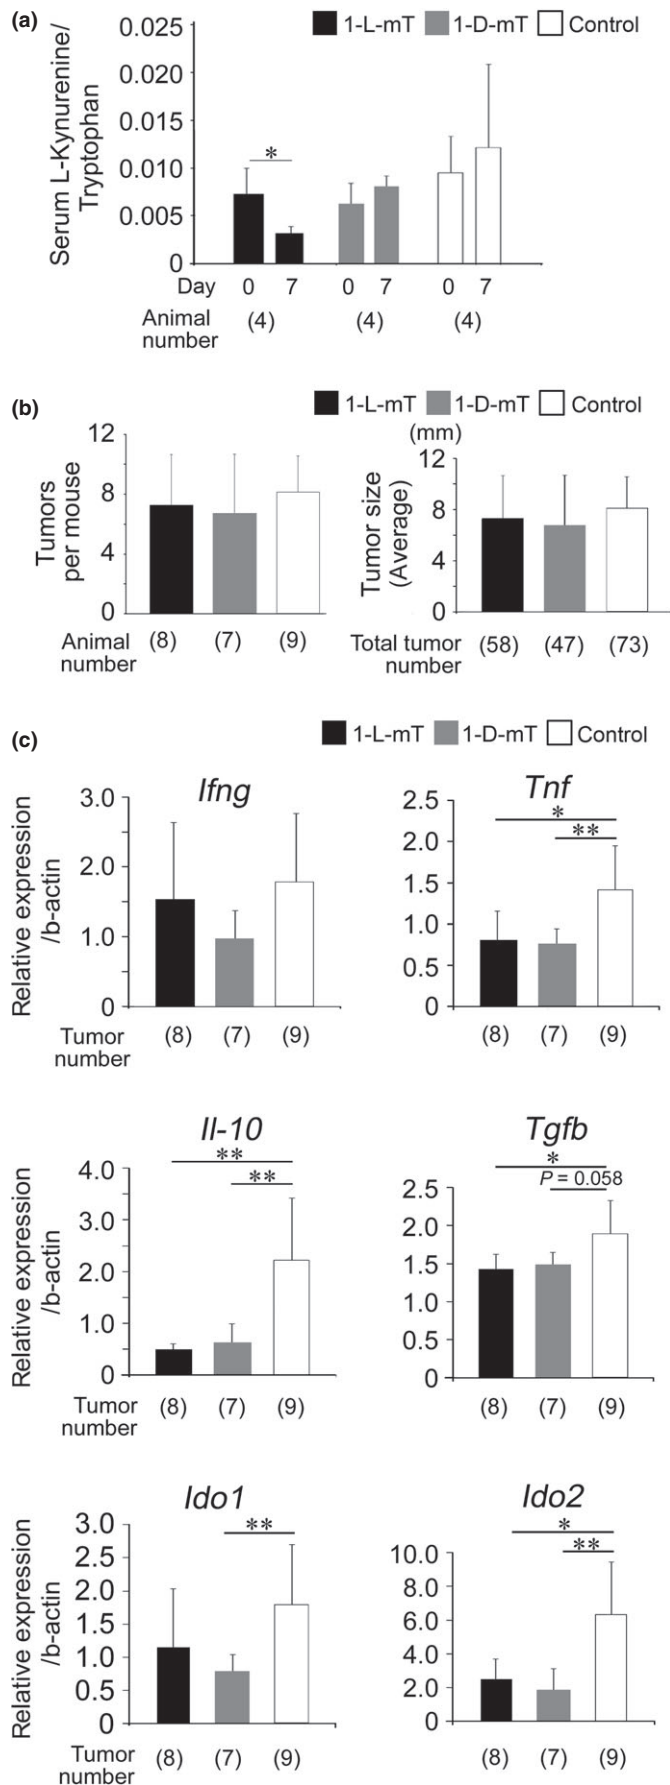 (a)
1-L-mT 1-D-mT Control
Serum L-Kynurenine/
Tryptophan
0.025
0.020
0.015
0.010
0.005
0
*
Day 0 7 0 7 0 7
Animal
number
(4) (4) (4)
(b)
1-L-mT 1-D-mT Control
Tumors
per mouse
12
8
4
0
Animal
number
(8) (7) (9)
(mm)
Tumor size
(Average)
12
8
4
0
Total tumor
number
(58) (47) (73)
(c)
1-L-mT 1-D-mT Control
Ifng
Relative expression
/b-actin
3.0
2.0
1.0
0
Tumor
number
(8) (7) (9)
Tnf
2.5
2.0
1.5
1.0
0.5
0
*
**
(8) (7) (9)
Il-10
Relative expression
/b-actin
4.0
3.0
2.0
1.0
0
**
**
Tumor
number
(8) (7) (9)
Tgfb
*
P = 0.058
2.5
2.0
1.5
1.0
0.5
0
(8) (7) (9)
Ido1
Relative expression
/b-actin
3.0
2.5
2.0
1.5
1.0
0.5
0
**
Tumor
number
(8) (7) (9)
Ido2
*
**
10.0
8.0
6.0
4.0
2.0
0
(8) (7) (9)